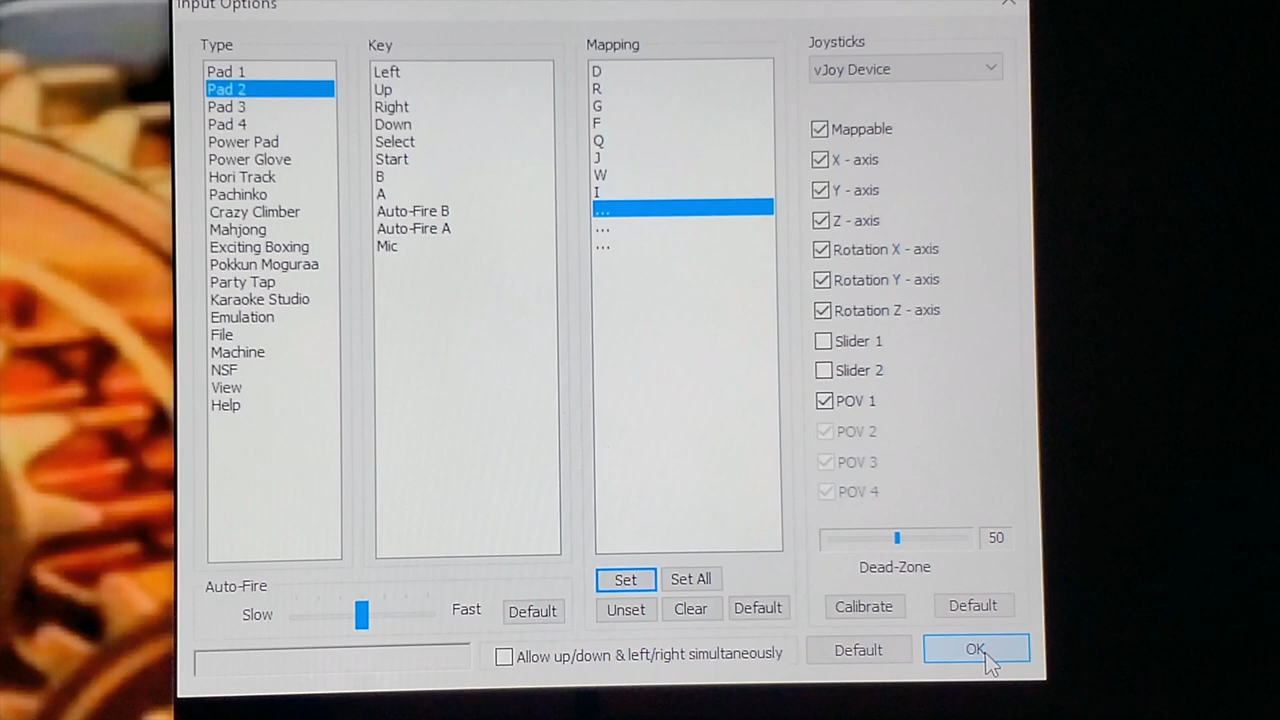 Input Options
Type
Pad 1
Pad 2
Pad 3
Pad 4
Power Pad
Power Glove
Hori Track
Pachinko
Crazy Climber
Mahjong
Exciting Boxing
Pokkun Moguraa
Party Tap
Karaoke Studio
Emulation
File
Machine
NSF
View
Help
Key
Left
Up
Right
Down
Select
Start
B
A
Auto-Fire B
Auto-Fire A
Mic
Mapping
D
R
G
F
Q
J
W
I
...
...
...
Set
Set All
Unset
Clear
Default
Joysticks
vJoy Device
Mappable
X - axis
Y - axis
Z - axis
Rotation X - axis
Rotation Y - axis
Rotation Z - axis
Slider 1
Slider 2
POV 1
POV 2
POV 3
POV 4
50
Dead-Zone
Calibrate
Default
Auto-Fire
Slow
Fast
Default
Allow up/down & left/right simultaneously
Default
OK